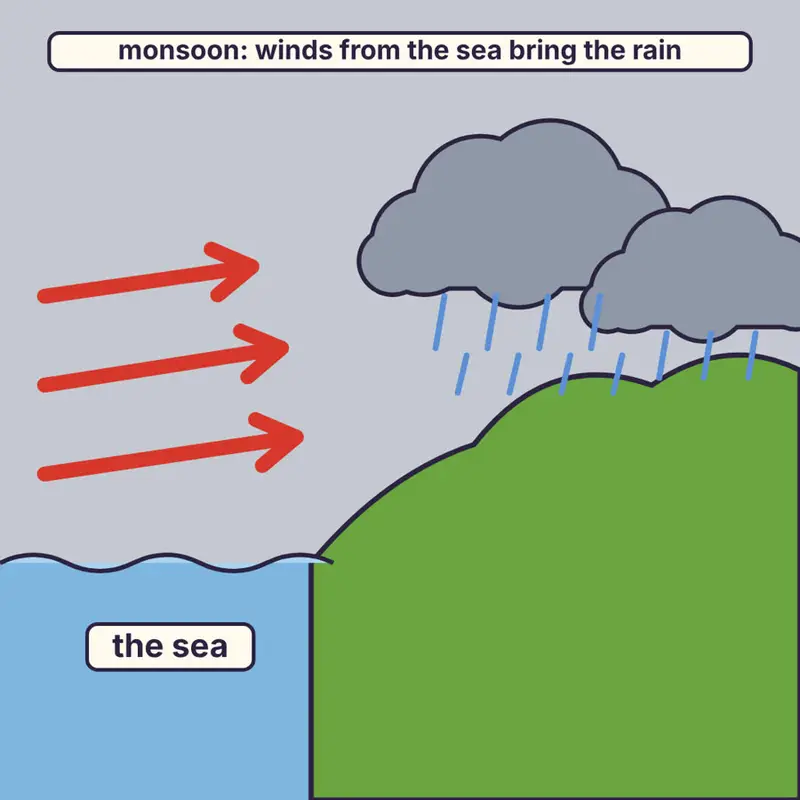 monsoon: winds from the sea bring the rain
the sea